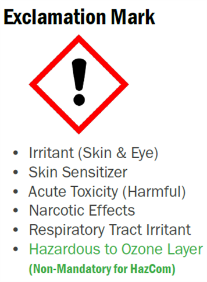 Exclamation Mark
• Irritant (Skin & Eye)
• Skin Sensitizer
• Acute Toxicity (Harmful)
• Narcotic Effects
• Respiratory Tract Irritant
• Hazardous to Ozone Layer
(Non-Mandatory for HazCom)